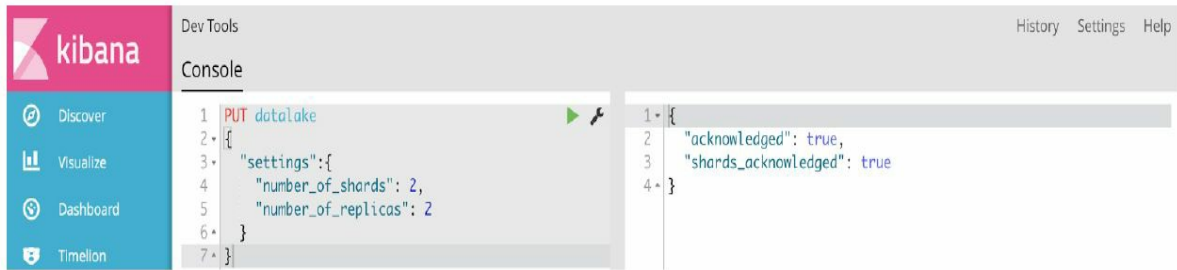 kibana
Discover
Visualize
Dashboard
Timelion
Dev Tools
History Settings Help
Console
1 PUT datalake
2 {
3 "settings":{
4 "number_of_shards": 2,
5 "number_of_replicas": 2
6 }
7 }
1 {
2 "acknowledged": true,
3 "shards_acknowledged": true
4 }